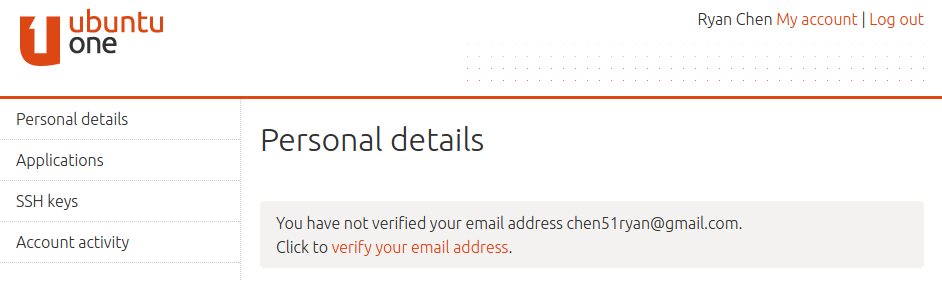 ubuntu
one
Ryan Chen My account | Log out
Personal details
Applications
SSH keys
Account activity
Personal details
You have not verified your email address chen51ryan@gmail.com.
Click to verify your email address.